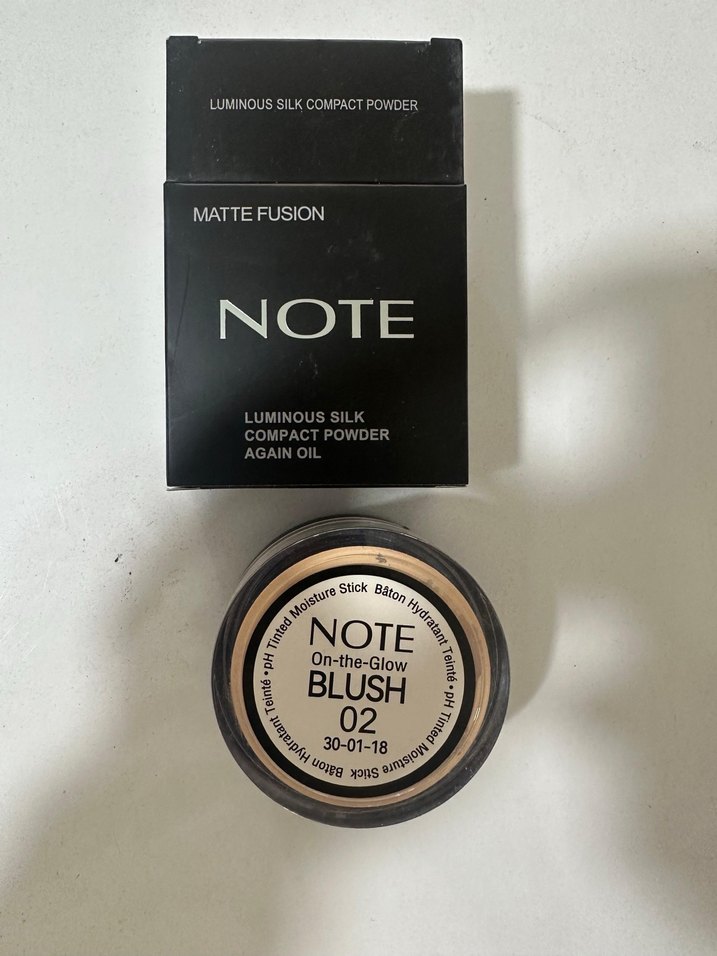 LUMINOUS SILK COMPACT POWDER
MATTE FUSION
NOTE
LUMINOUS SILK
COMPACT POWDER
AGAIN OIL
pH Tinted Moisture Stick Bâton Hydratant Teinté • pH Tinted Moisture Stick Bâton Hydratant Teinté •
NOTE
On-the-Glow
BLUSH
02
30-01-18